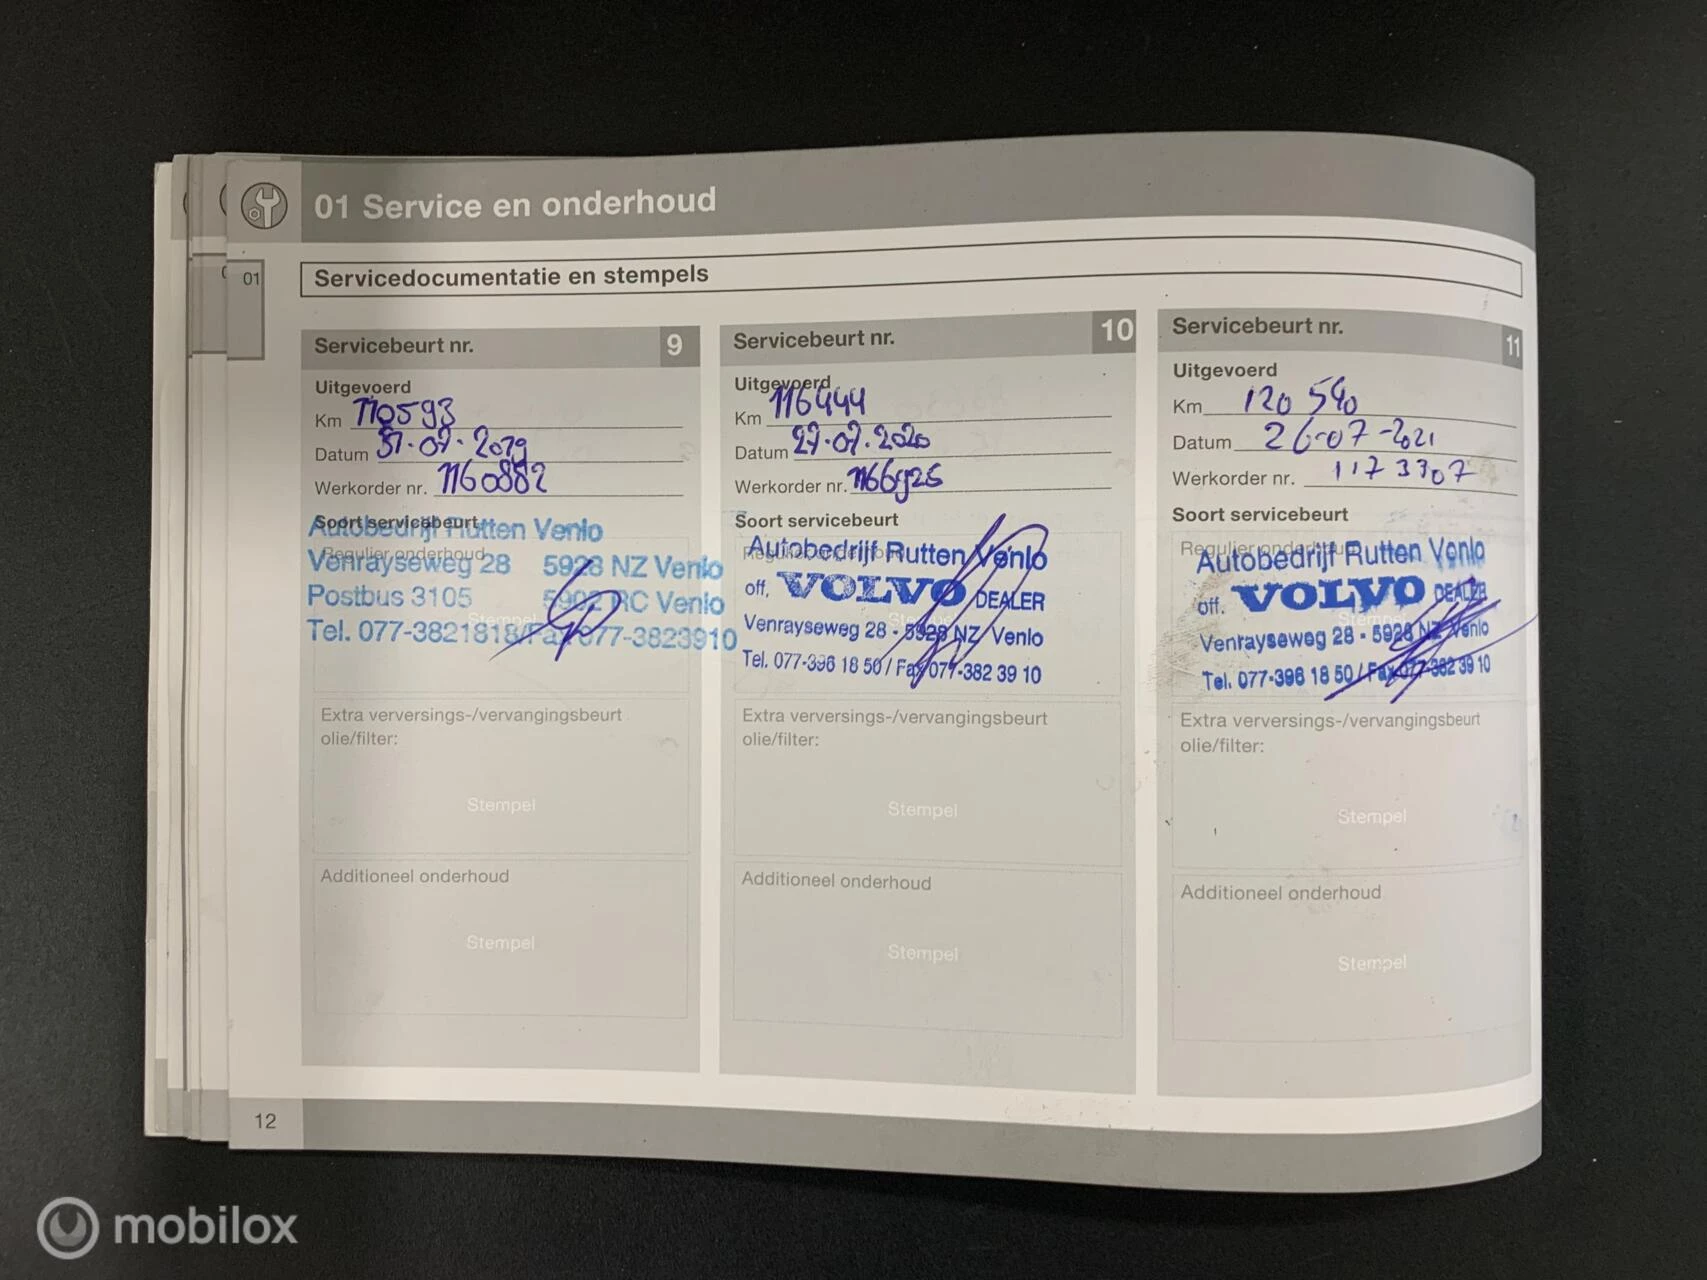 01 Service en onderhoud
01
Servicedocumentatie en stempels
Servicebeurt nr. 9
Uitgevoerd
Km 110593
Datum 31-07-2019
Werkorder nr. 1160882
Soort servicebeurt
Regulier onderhoud
Autobedrijf Rutten Venlo
Venrayseweg 28 5928 NZ Venlo
Postbus 3105 5902 RC Venlo
Tel. 077-3821818/Fax 077-3823910
Stempel
Extra verversings-/vervangingsbeurt
olie/filter:
Stempel
Additioneel onderhoud
Stempel
Servicebeurt nr. 10
Uitgevoerd
Km 116444
Datum 27-07-2020
Werkorder nr.
Soort servicebeurt
Autobedrijf Rutten Venlo
off. VOLVO DEALER
Venrayseweg 28 - 5928 NZ Venlo
Tel. 077-396 18 50 / Fax 077-382 39 10
Extra verversings-/vervangingsbeurt
olie/filter:
Stempel
Additioneel onderhoud
Stempel
Servicebeurt nr. 11
Uitgevoerd
Km 120 540
Datum 26-07-2021
Werkorder nr. 1173307
Soort servicebeurt
Regulier onderhoud
Autobedrijf Rutten Venlo
off. VOLVO DEALER
Stempel
Venrayseweg 28 - 5928 NZ Venlo
Tel. 077-396 18 50 / Fax 077-382 39 10
Extra verversings-/vervangingsbeurt
olie/filter:
Stempel
Additioneel onderhoud
Stempel
12
mobilox